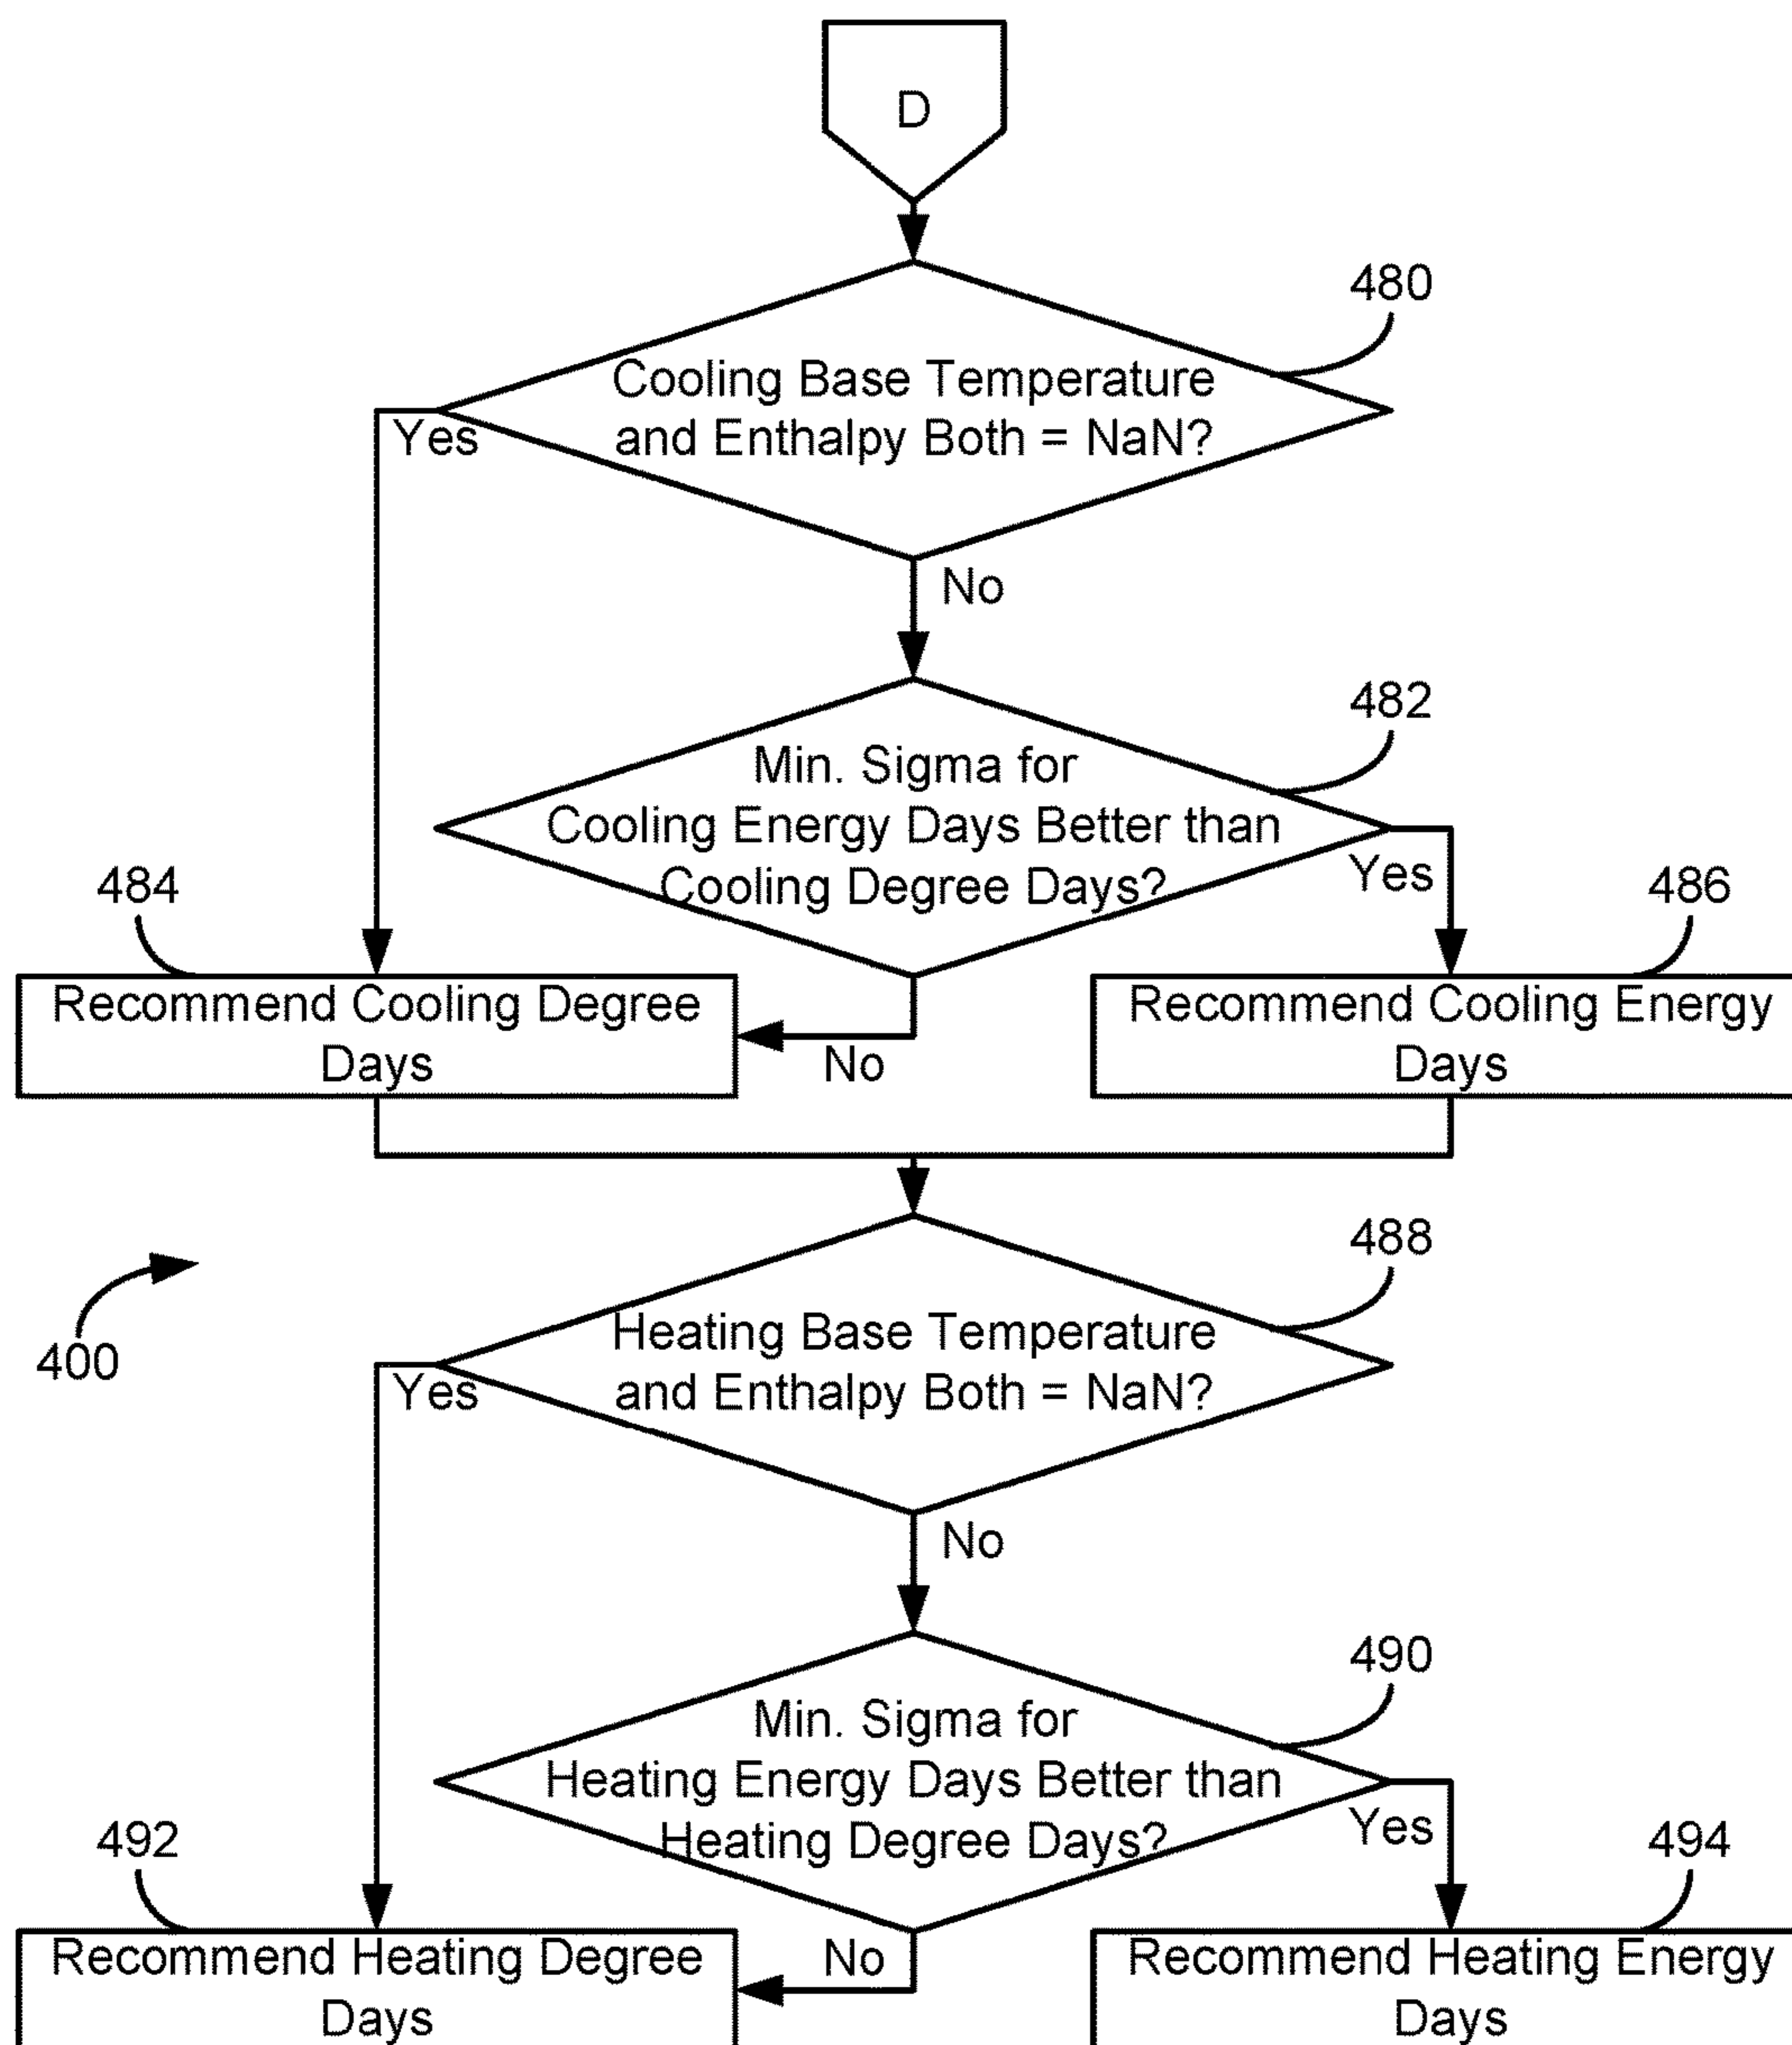 D
480
Cooling Base Temperature
and Enthalpy Both = NaN?
Yes
No
482
Min. Sigma for
Cooling Energy Days Better than
Cooling Degree Days?
Yes
484
486
Recommend Cooling Degree
Days
No
Recommend Cooling Energy
Days
488
400
Heating Base Temperature
and Enthalpy Both = NaN?
Yes
No
490
Min. Sigma for
Heating Energy Days Better than
Heating Degree Days?
Yes
492
494
Recommend Heating Degree
Days
No
Recommend Heating Energy
Days